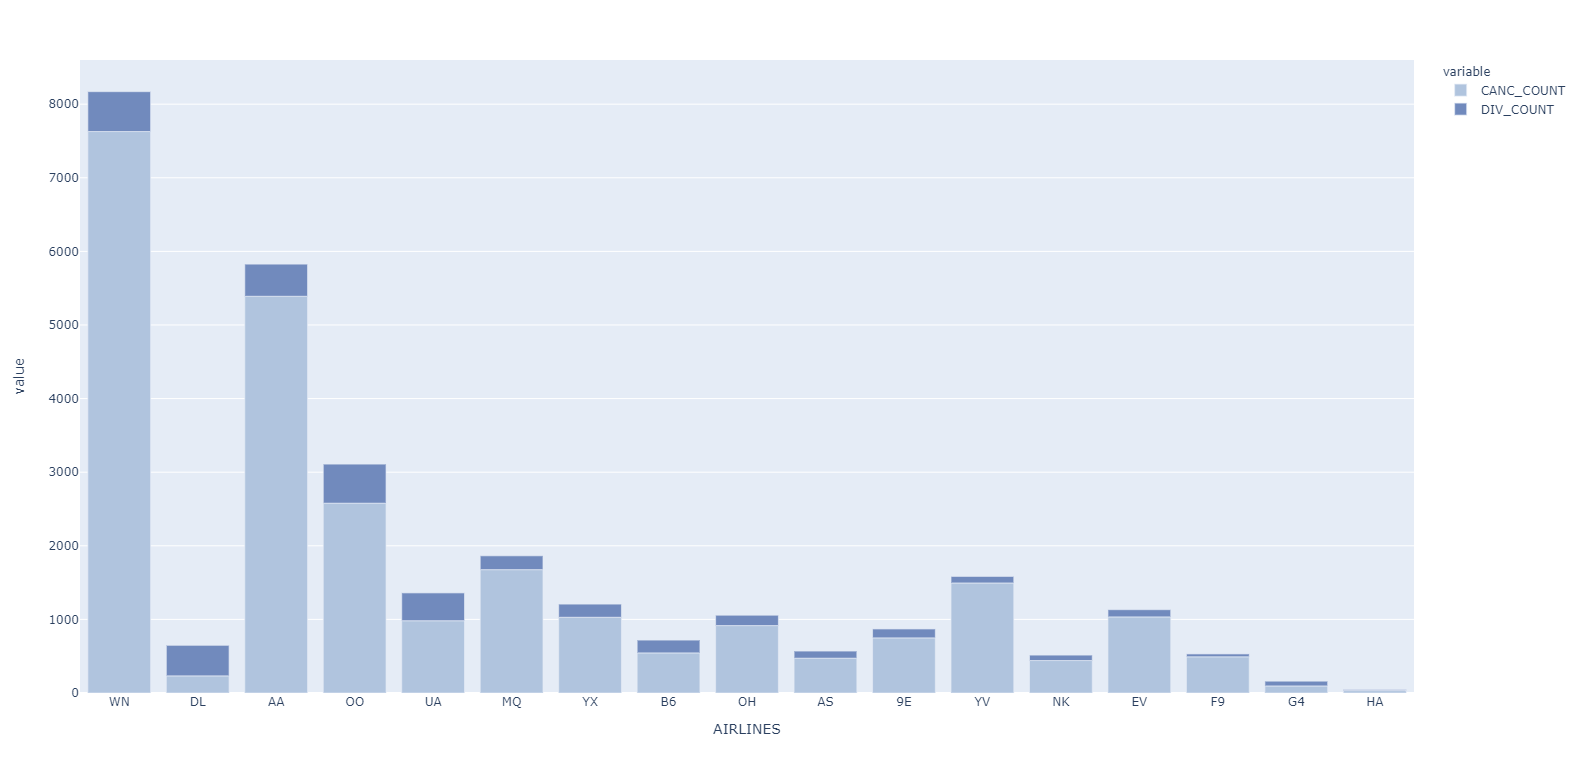 variable
CANC_COUNT
DIV_COUNT
8000
7000
6000
5000
4000
3000
2000
1000
0
value
WN DL AA OO UA MQ YX B6 OH AS 9E YV NK EV F9 G4 HA
AIRLINES